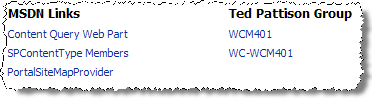 MSDN Links Ted Pattison Group
Content Query Web Part WCM401
SPContentType Members WC-WCM401
PortalSiteMapProvider